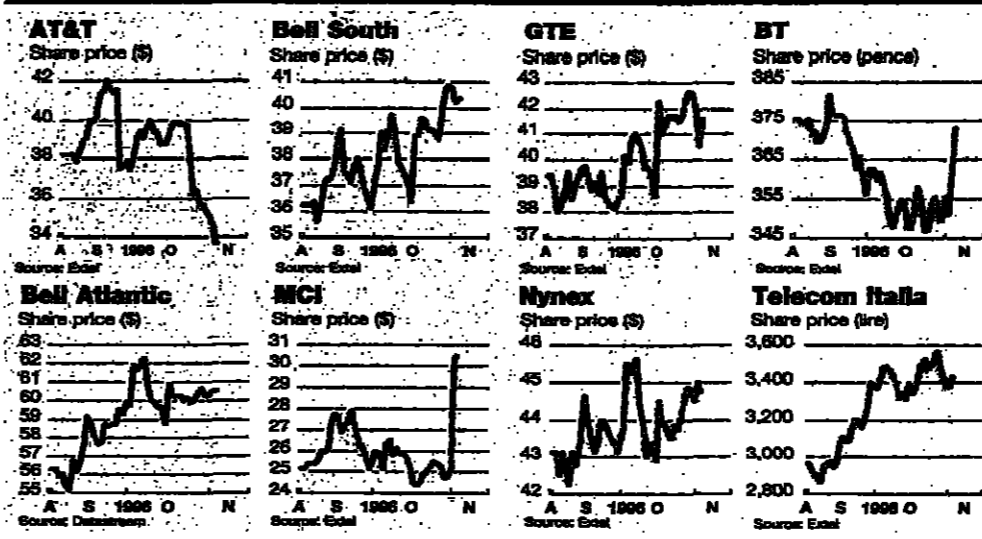 AT&T
Share price ($)
42
40
38
36
34
A S 1996 O N
Source: Extel
Bell South
Share price ($)
41
40
39
38
37
36
35
A S 1996 O N
Source: Extel
GTE
Share price ($)
43
42
41
40
39
38
37
A S 1996 O N
Source: Extel
BT
Share price (pence)
385
375
365
355
345
A S 1996 O N
Source: Extel
Bell Atlantic
Share price ($)
63
62
61
60
59
58
57
56
55
A S 1996 O N
Source: Datastream
MCI
Share price ($)
31
30
29
28
27
26
25
24
A S 1996 O N
Source: Extel
Nynex
Share price ($)
46
45
44
43
42
A S 1996 O N
Source: Extel
Telecom Italia
Share price (lire)
3,600
3,400
3,200
3,000
2,800
A S 1996 O N
Source: Extel